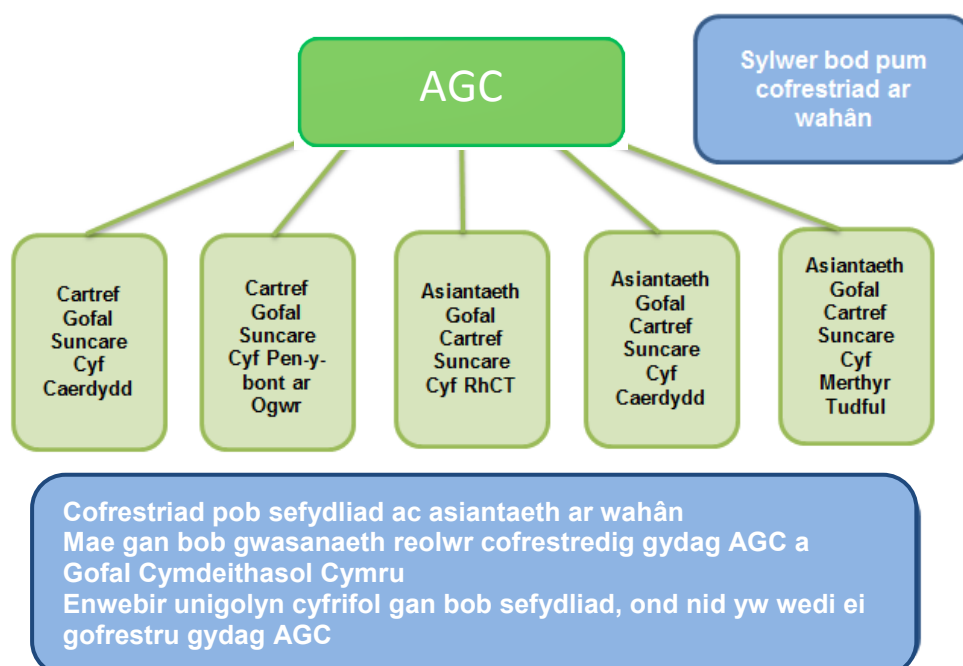 AGC
Sylwer bod pum
cofrestriad ar
wahân
Cartref
Gofal
Suncare
Cyf
Caerdydd
Cartref
Gofal
Suncare
Cyf Pen-y-
bont ar
Ogwr
Asiantaeth
Gofal
Cartref
Suncare
Cyf RhCT
Asiantaeth
Gofal
Cartref
Suncare
Cyf
Caerdydd
Asiantaeth
Gofal
Cartref
Suncare
Cyf
Merthyr
Tudful
Cofrestriad pob sefydliad ac asiantaeth ar wahân
Mae gan bob gwasanaeth reolwr cofrestredig gydag AGC a
Gofal Cymdeithasol Cymru
Enwebir unigolyn cyfrifol gan bob sefydliad, ond nid yw wedi ei
gofrestru gydag AGC